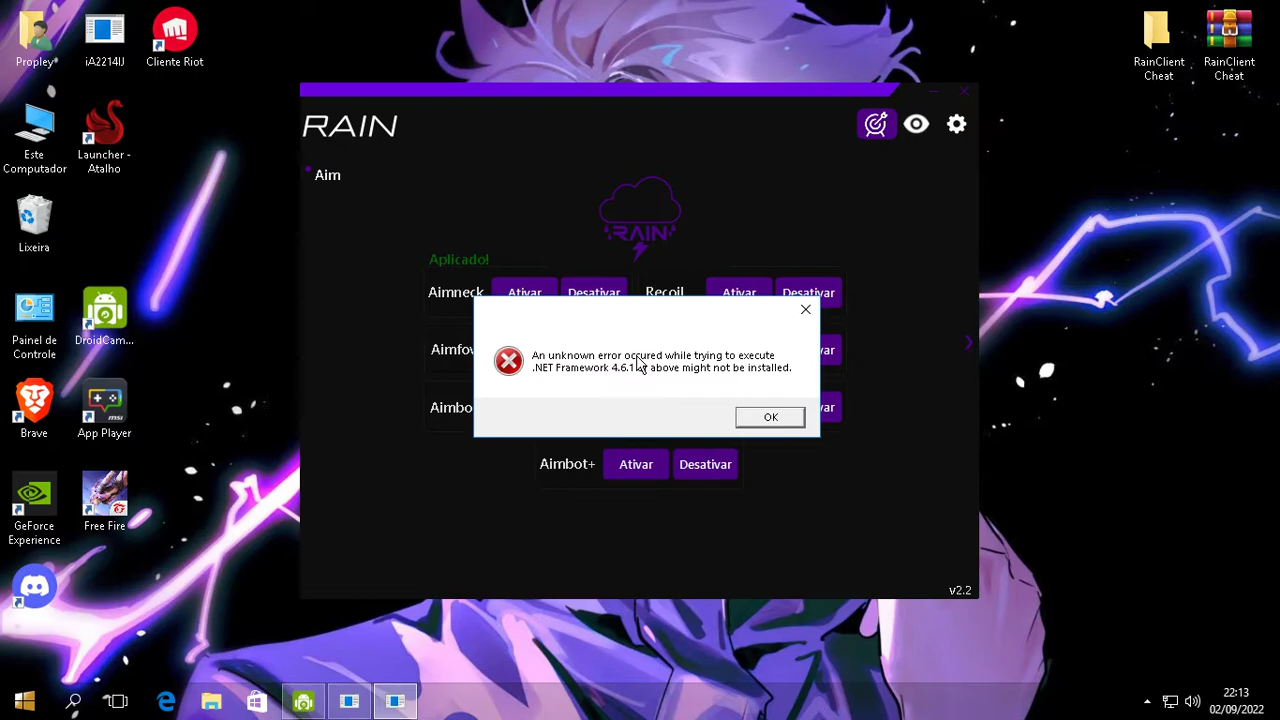 Propley
iA2214IJ
Cliente Riot
RainClient
Cheat
RainClient
Cheat
RAIN
Este
Computador
Launcher -
Atalho
Aim
RAIN
Lixeira
Aplicado!
Aimneck
Ativar
Desativar
Recoil
Ativar
Desativar
An unknown error occured while trying to execute
.NET Framework 4.6.1 or above might not be installed.
Painel de
Controle
DroidCam...
OK
Brave
App Player
msi
Aimbot+
Ativar
Desativar
GeForce
Experience
Free Fire
v2.2
22:13
02/09/2022